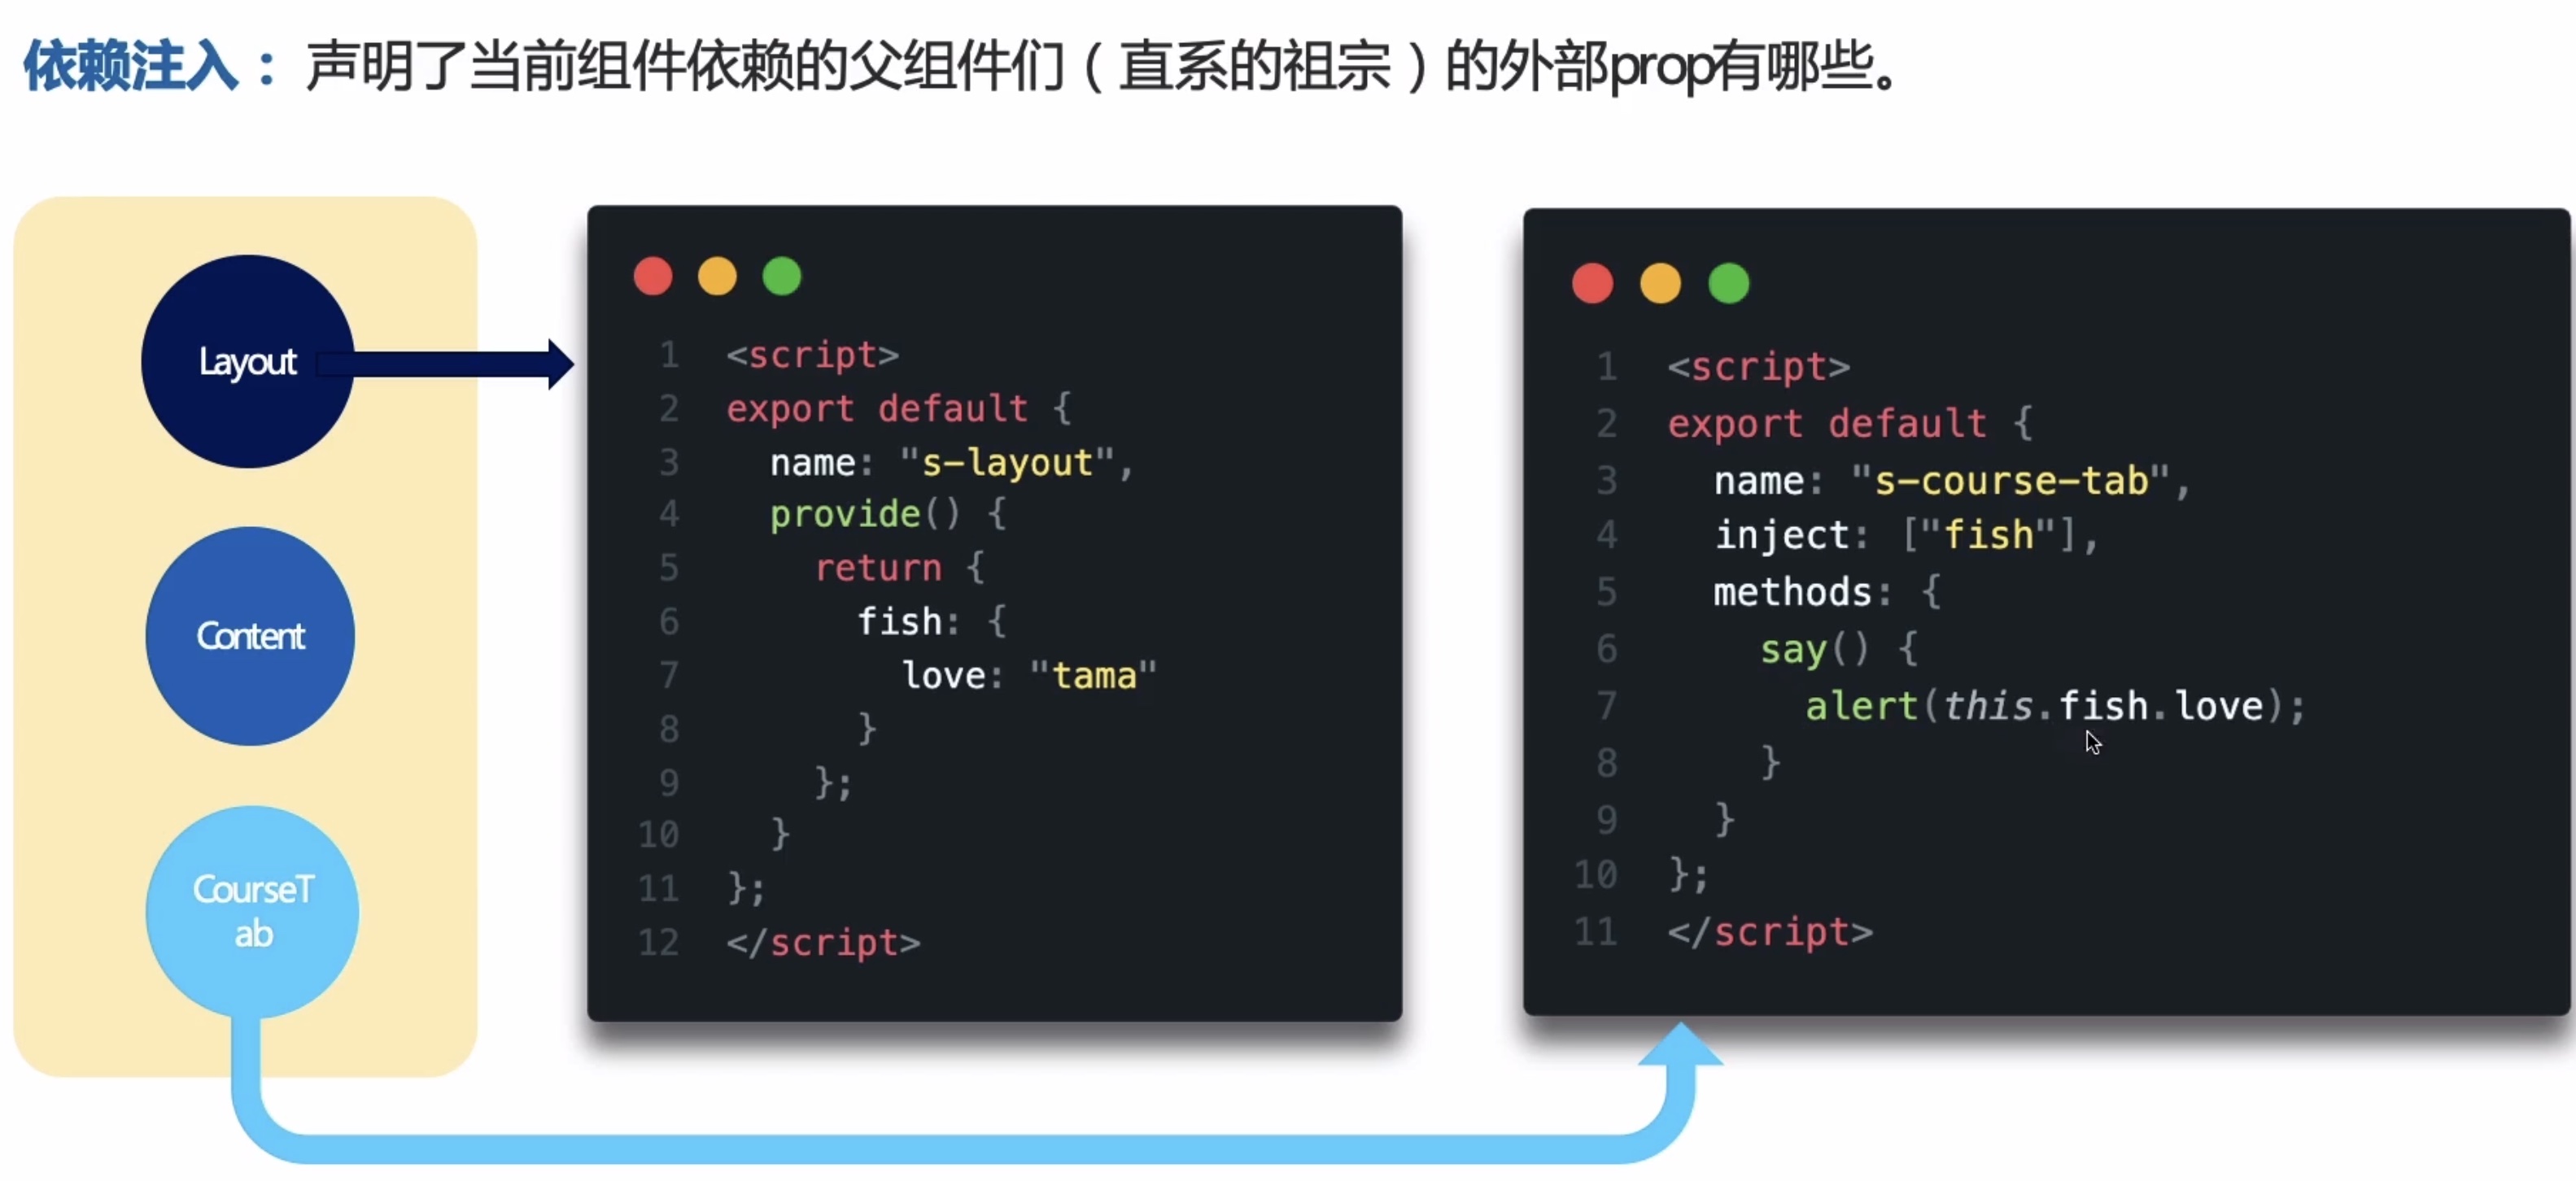 依赖注入：声明了当前组件依赖的父组件们（直系的祖宗）的外部prop有哪些。
Layout
Content
CourseT
ab
1 <script>
2 export default {
3 name: "s-layout",
4 provide() {
5 return {
6 fish: {
7 love: "tama"
8 }
9 };
10 }
11 };
12 </script>
1 <script>
2 export default {
3 name: "s-course-tab",
4 inject: ["fish"],
5 methods: {
6 say() {
7 alert(this.fish.love);
8 }
9 }
10 };
11 </script>